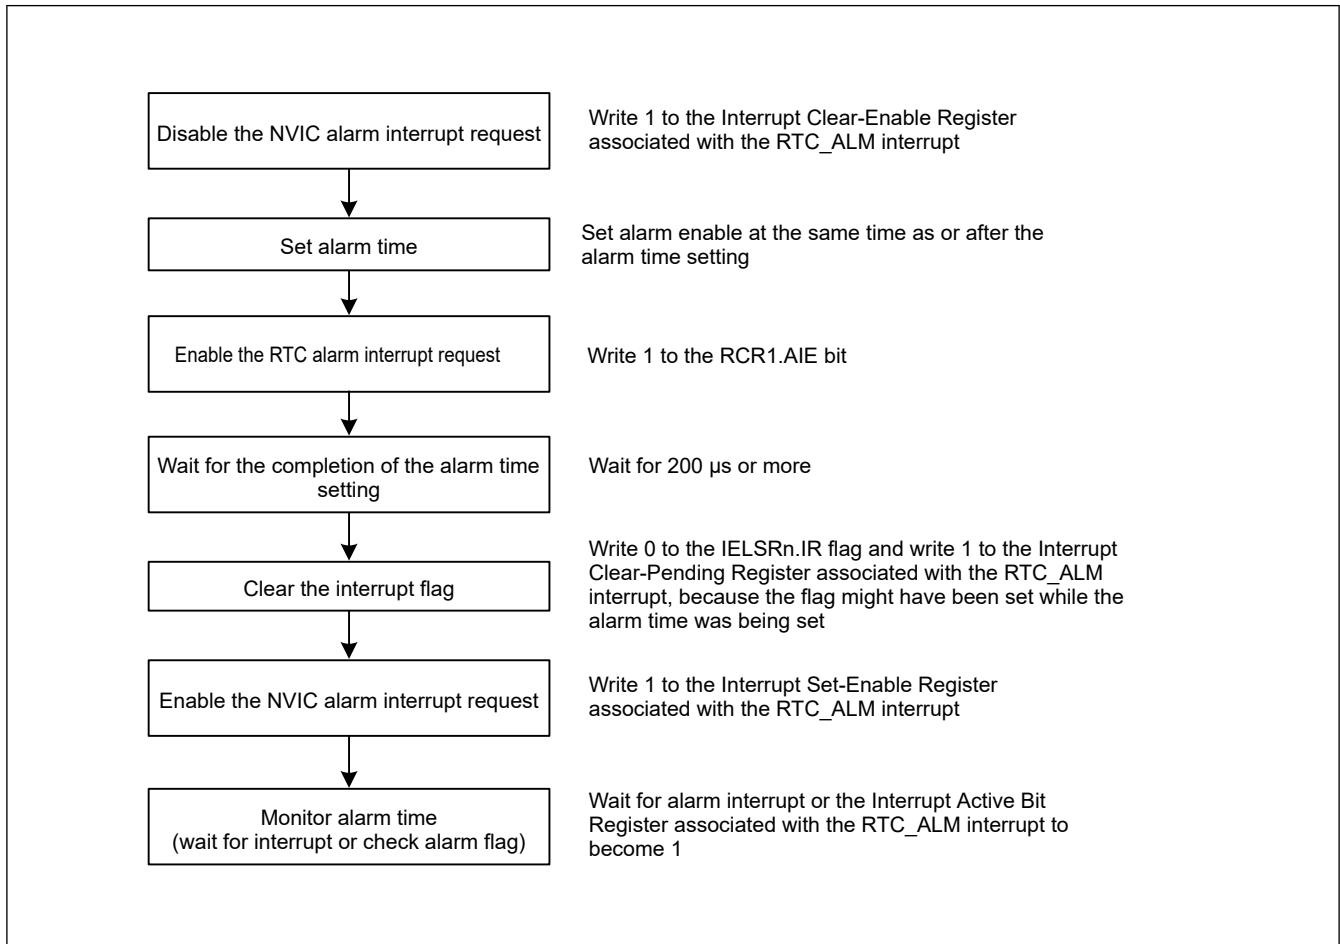 Disable the NVIC alarm interrupt request
Write 1 to the Interrupt Clear-Enable Register
associated with the RTC_ALM interrupt
Set alarm time
Set alarm enable at the same time as or after the
alarm time setting
Enable the RTC alarm interrupt request
Write 1 to the RCR1.AIE bit
Wait for the completion of the alarm time
setting
Wait for 200 µs or more
Clear the interrupt flag
Write 0 to the IELSRn.IR flag and write 1 to the Interrupt
Clear-Pending Register associated with the RTC_ALM
interrupt, because the flag might have been set while the
alarm time was being set
Enable the NVIC alarm interrupt request
Write 1 to the Interrupt Set-Enable Register
associated with the RTC_ALM interrupt
Monitor alarm time
(wait for interrupt or check alarm flag)
Wait for alarm interrupt or the Interrupt Active Bit
Register associated with the RTC_ALM interrupt to
become 1